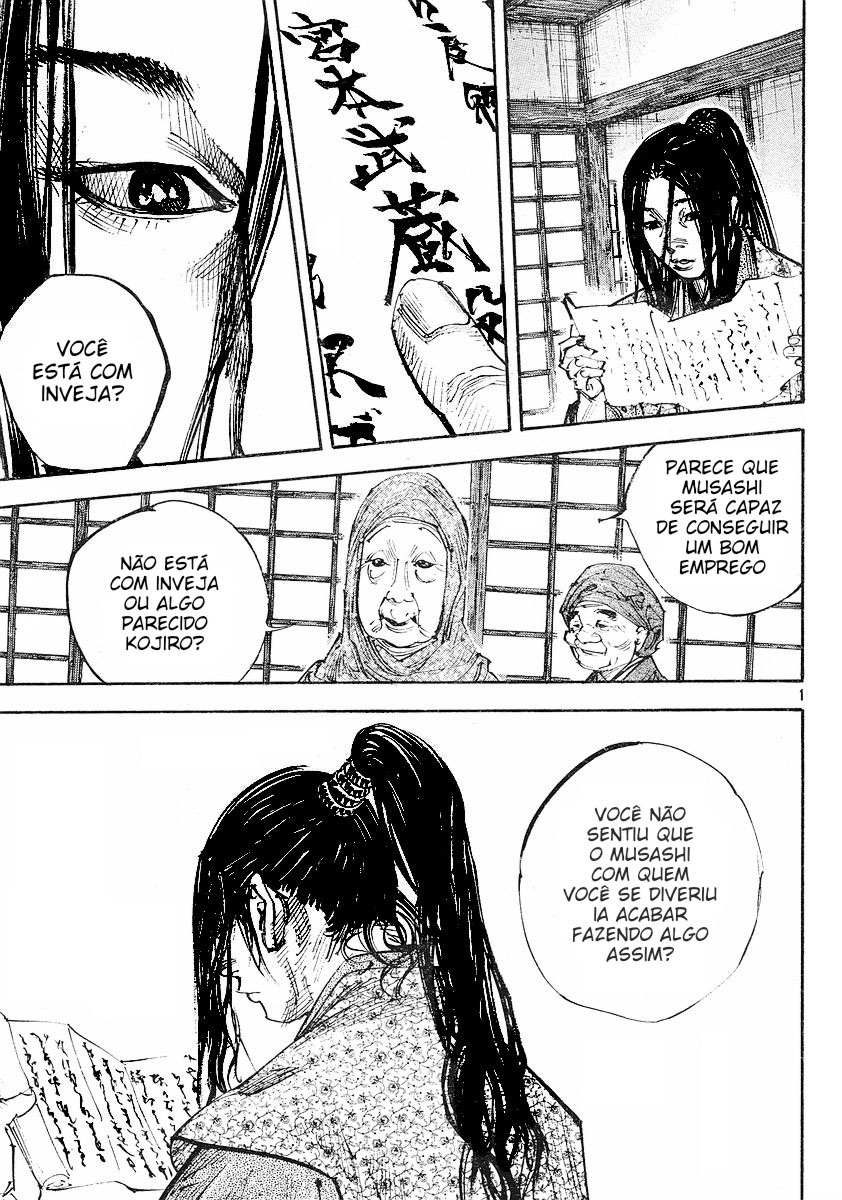 宮本武蔵
VOCÊ
ESTÁ COM
INVEJA?
PARECE QUE
MUSASHI
SERÁ CAPAZ
DE CONSEGUIR
UM BOM
EMPREGO
NÃO ESTÁ
COM INVEJA
OU ALGO
PARECIDO
KOJIRO?
1
VOCÊ NÃO
SENTIU QUE
O MUSASHI
COM QUEM
VOCÊ SE DIVERIU
IA ACABAR
FAZENDO ALGO
ASSIM?